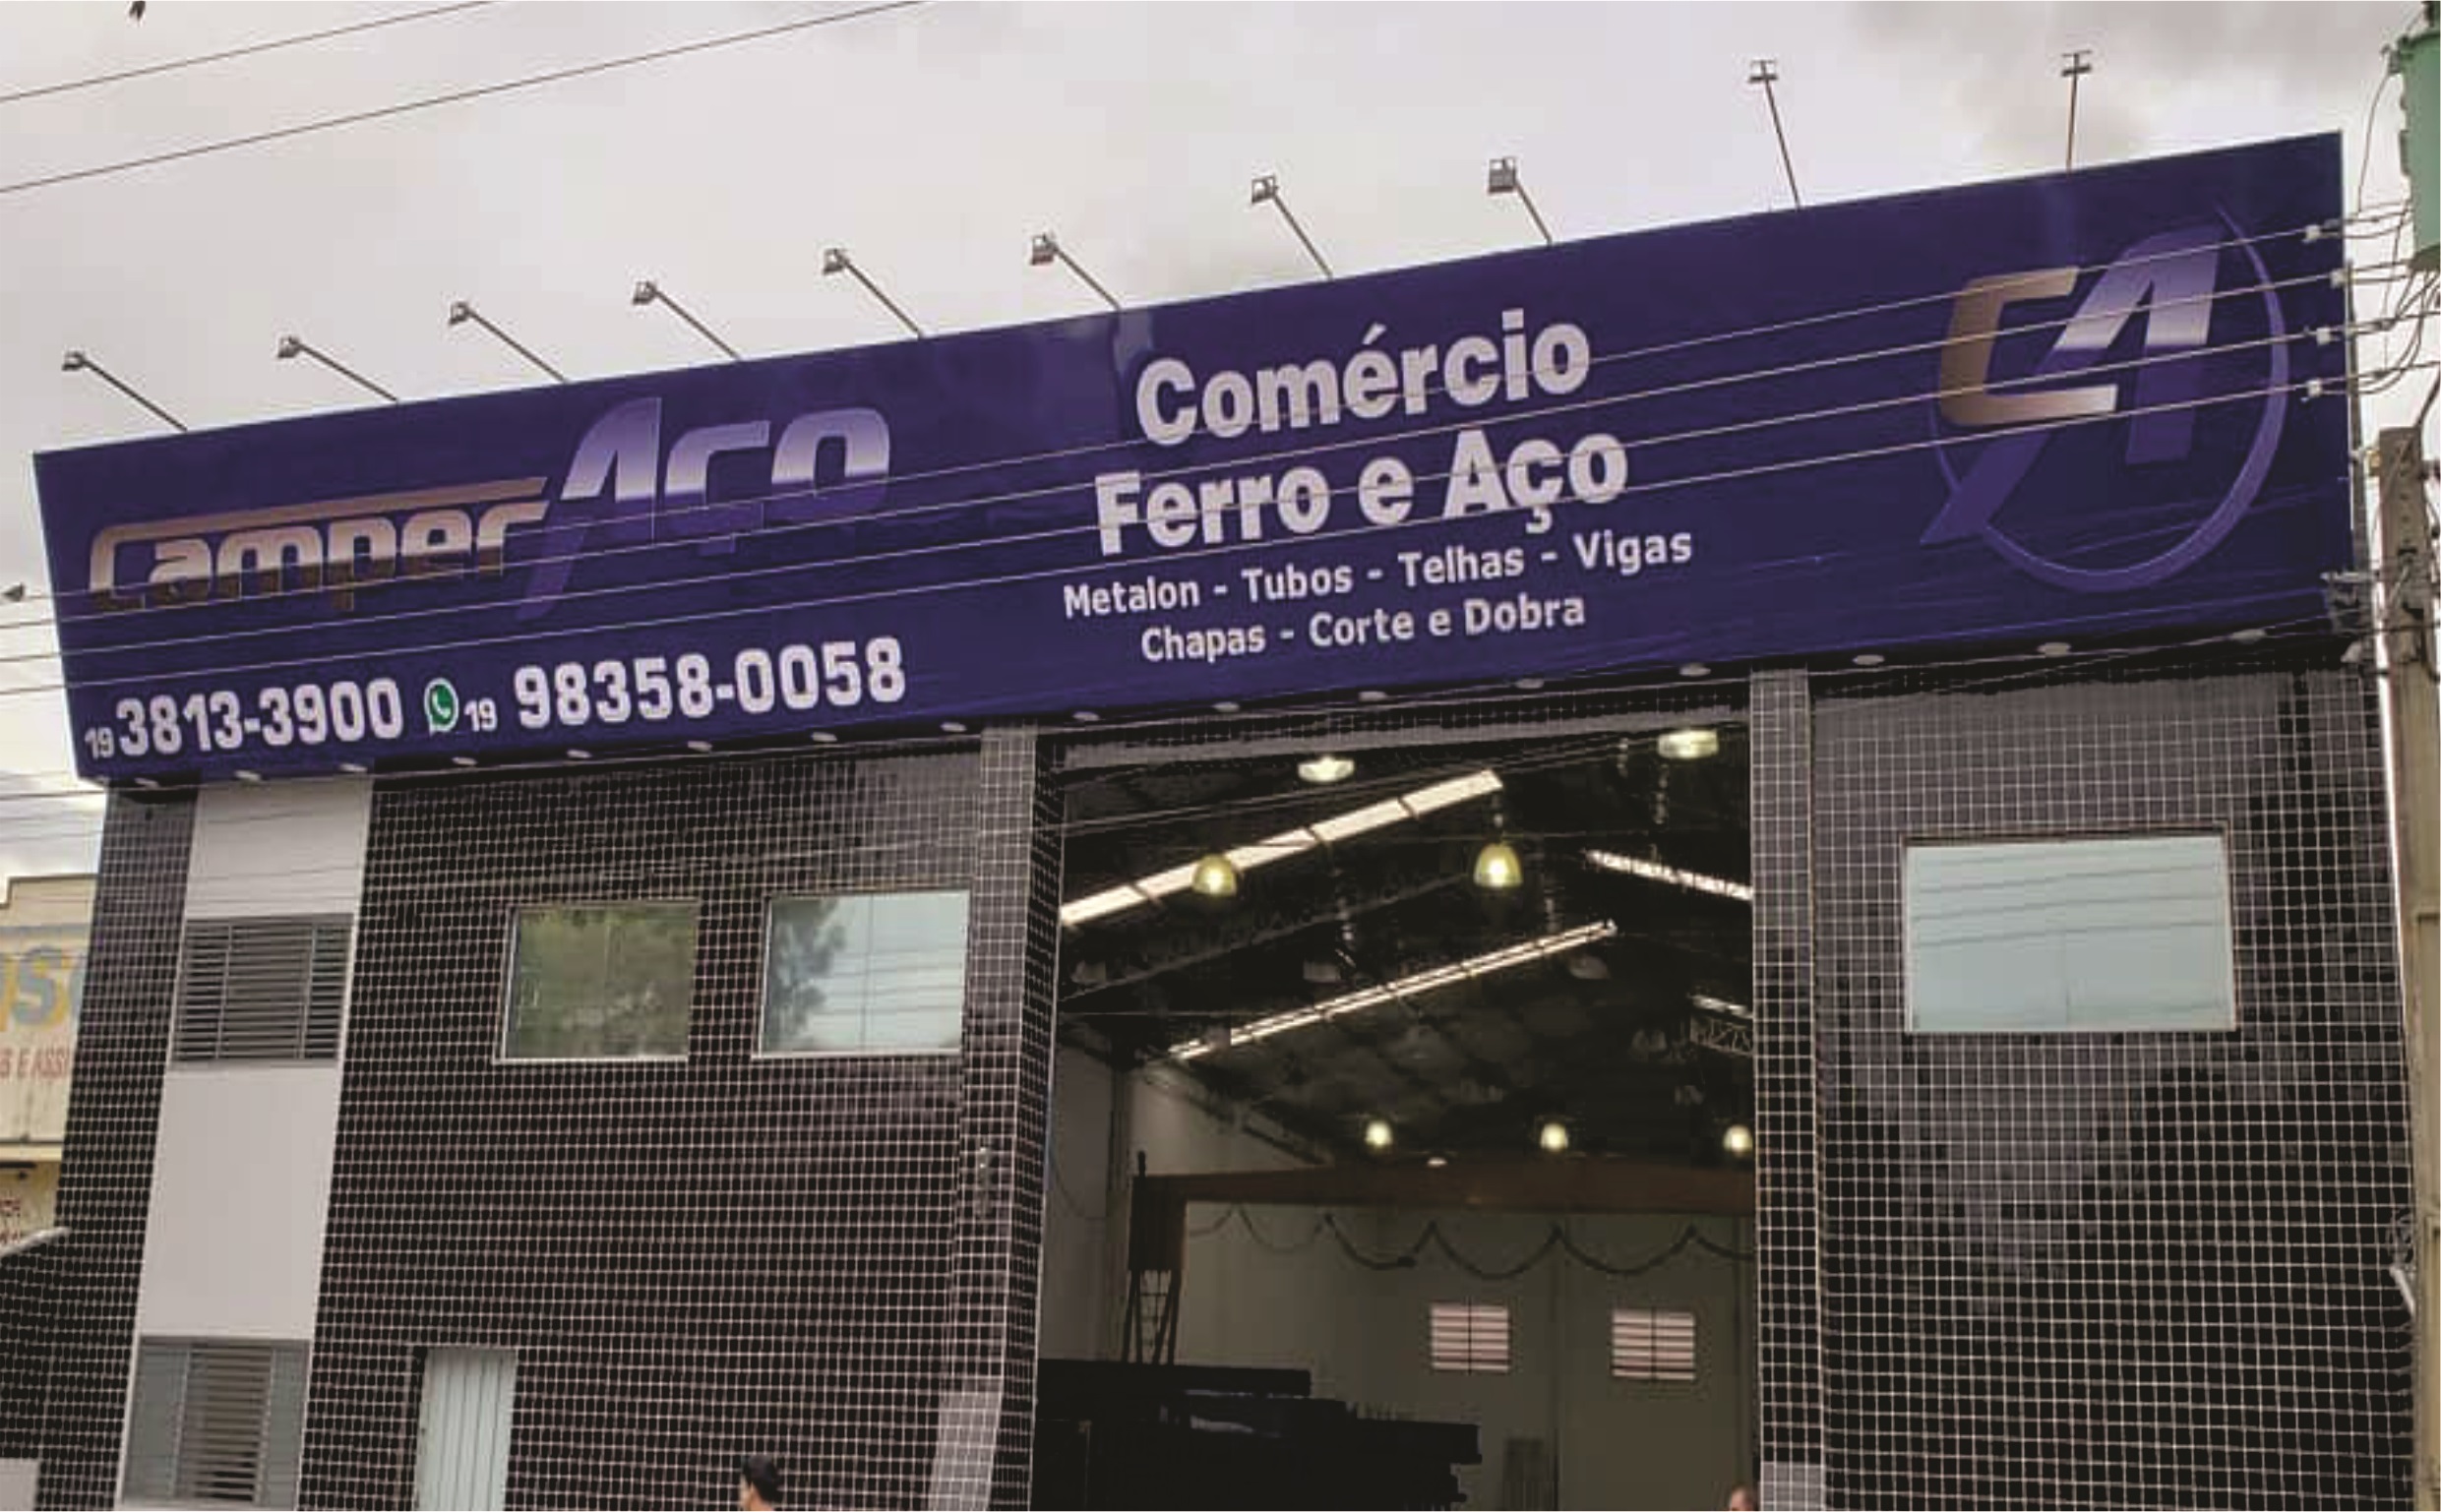 CamperAço
19 3813-3900 19 98358-0058
Comércio
Ferro e Aço
Metalon - Tubos - Telhas - Vigas
Chapas - Corte e Dobra
CA